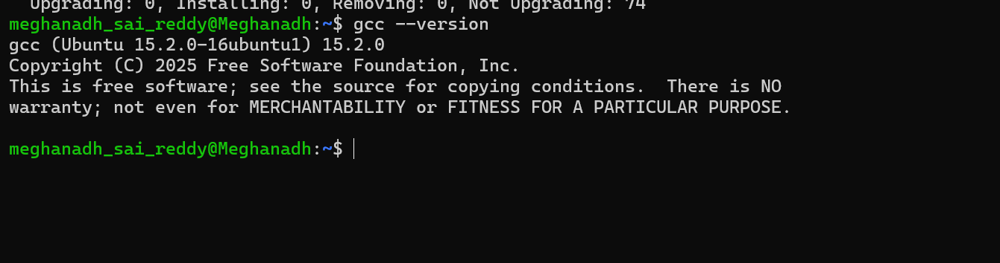 Upgrading: 0, Installing: 0, Removing: 0, Not Upgrading: 74
meghanadh_sai_reddy@Meghanadh:~$ gcc --version
gcc (Ubuntu 15.2.0-16ubuntu1) 15.2.0
Copyright (C) 2025 Free Software Foundation, Inc.
This is free software; see the source for copying conditions.  There is NO
warranty; not even for MERCHANTABILITY or FITNESS FOR A PARTICULAR PURPOSE.
meghanadh_sai_reddy@Meghanadh:~$